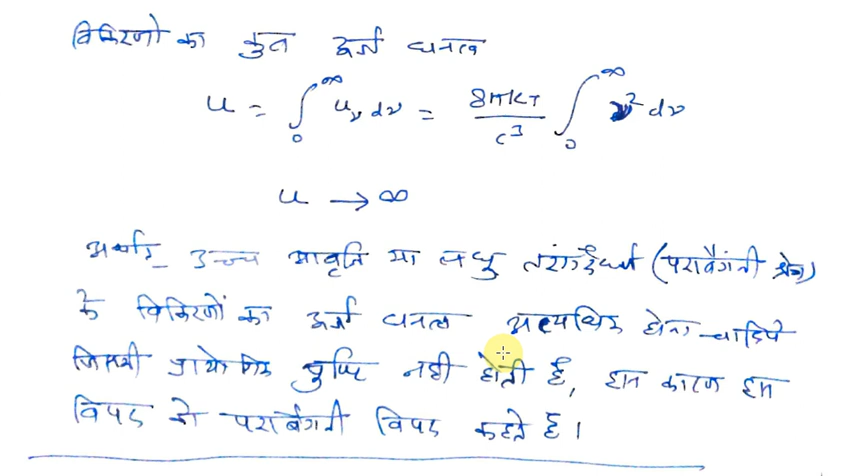 विकिरणो का कुल ऊर्जा घनत्व
u = ∫₀^∞ u_ν dν = 8πKT/c³ ∫₀^∞ ν² dν
u → ∞
अर्थात् उच्च आवृति या लघु तरंगदैर्ध्य (पराबैंगनी क्षेत्र)
के विकिरणों का ऊर्जा घनत्व अत्यधिक होना चाहिये
जिसकी प्रायोगिक पुष्टि नही होती है, इस कारण इस
विपद को पराबैंगनी विपद कहते है।